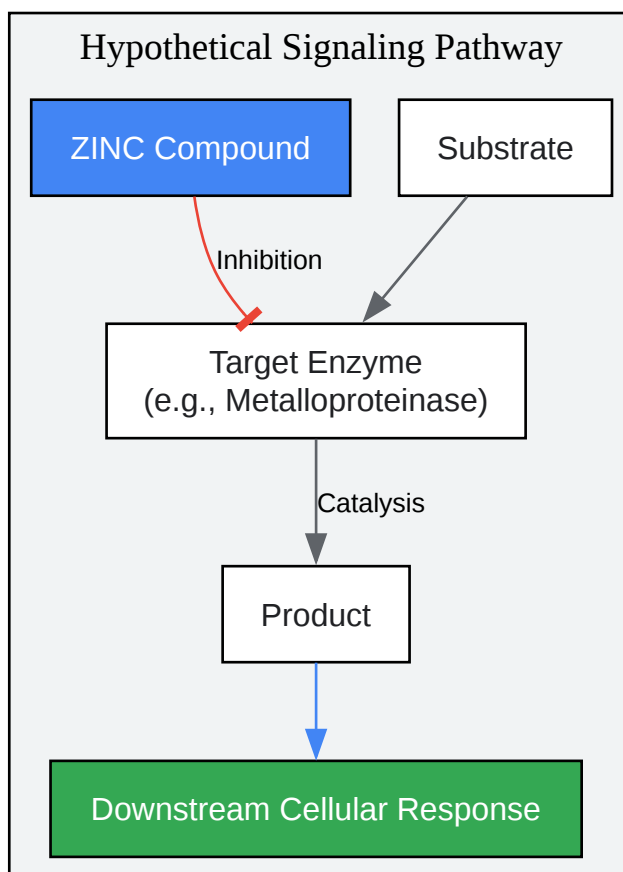 Hypothetical Signaling Pathway
ZINC Compound
Substrate
Inhibition
Target Enzyme
(e.g., Metalloproteinase)
Catalysis
Product
Downstream Cellular Response